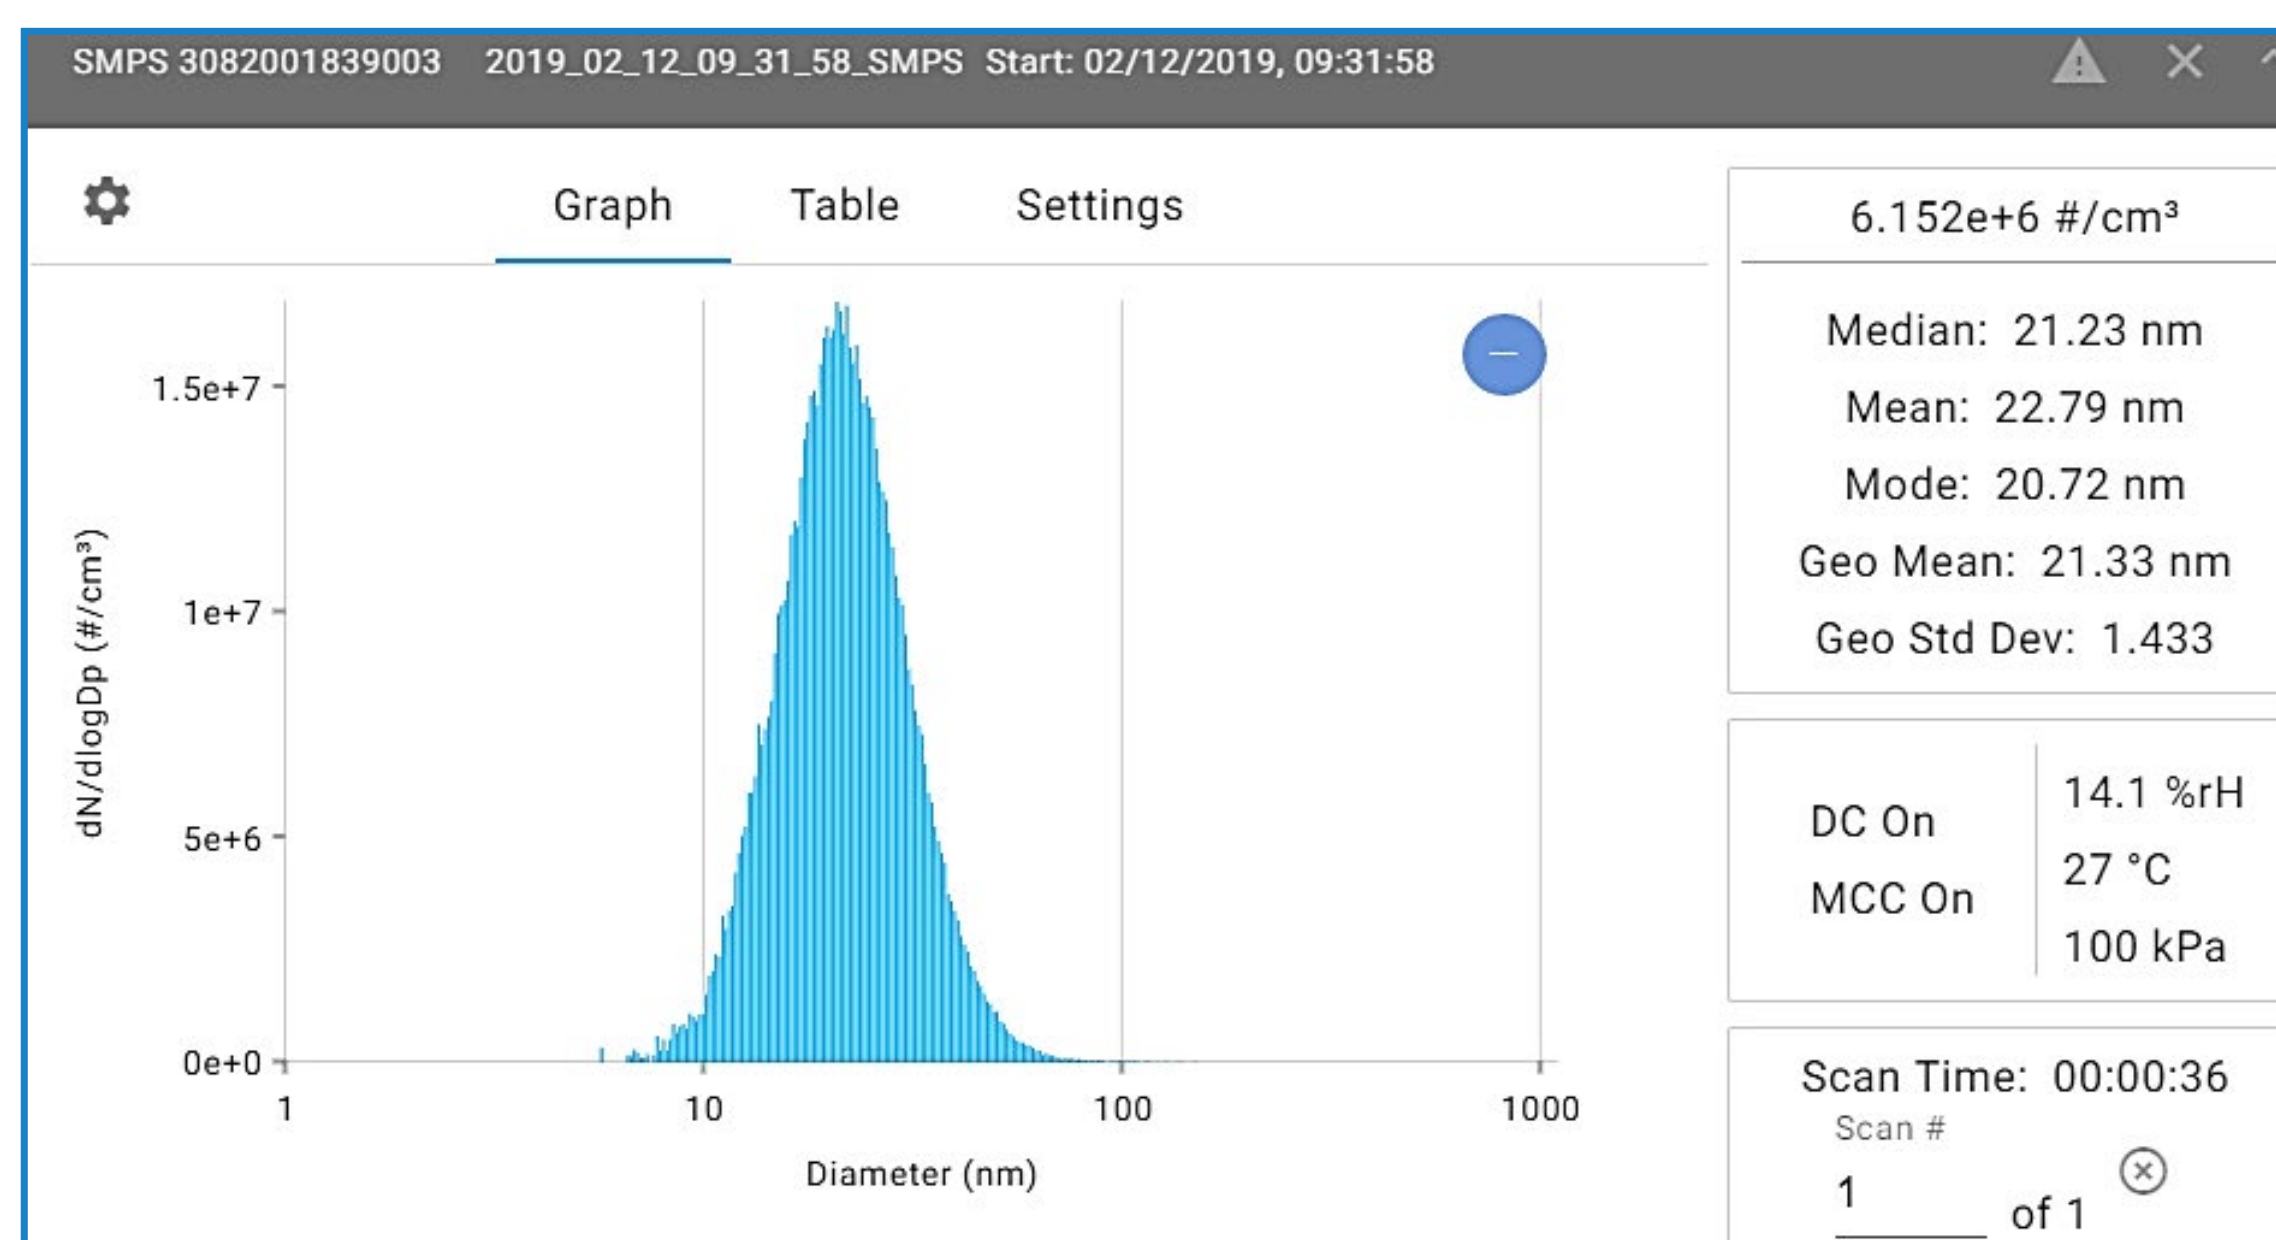 SMPS 3082001839003 2019_02_12_09_31_58_SMPS Start: 02/12/2019, 09:31:58
Graph Table Settings
1.5e+7
1e+7
5e+6
0e+0
dN/dlogDp (#/cm³)
1 10 100 1000
Diameter (nm)
6.152e+6 #/cm³
Median: 21.23 nm
Mean: 22.79 nm
Mode: 20.72 nm
Geo Mean: 21.33 nm
Geo Std Dev: 1.433
DC On
MCC On
14.1 %rH
27 °C
100 kPa
Scan Time: 00:00:36
Scan #
1 of 1